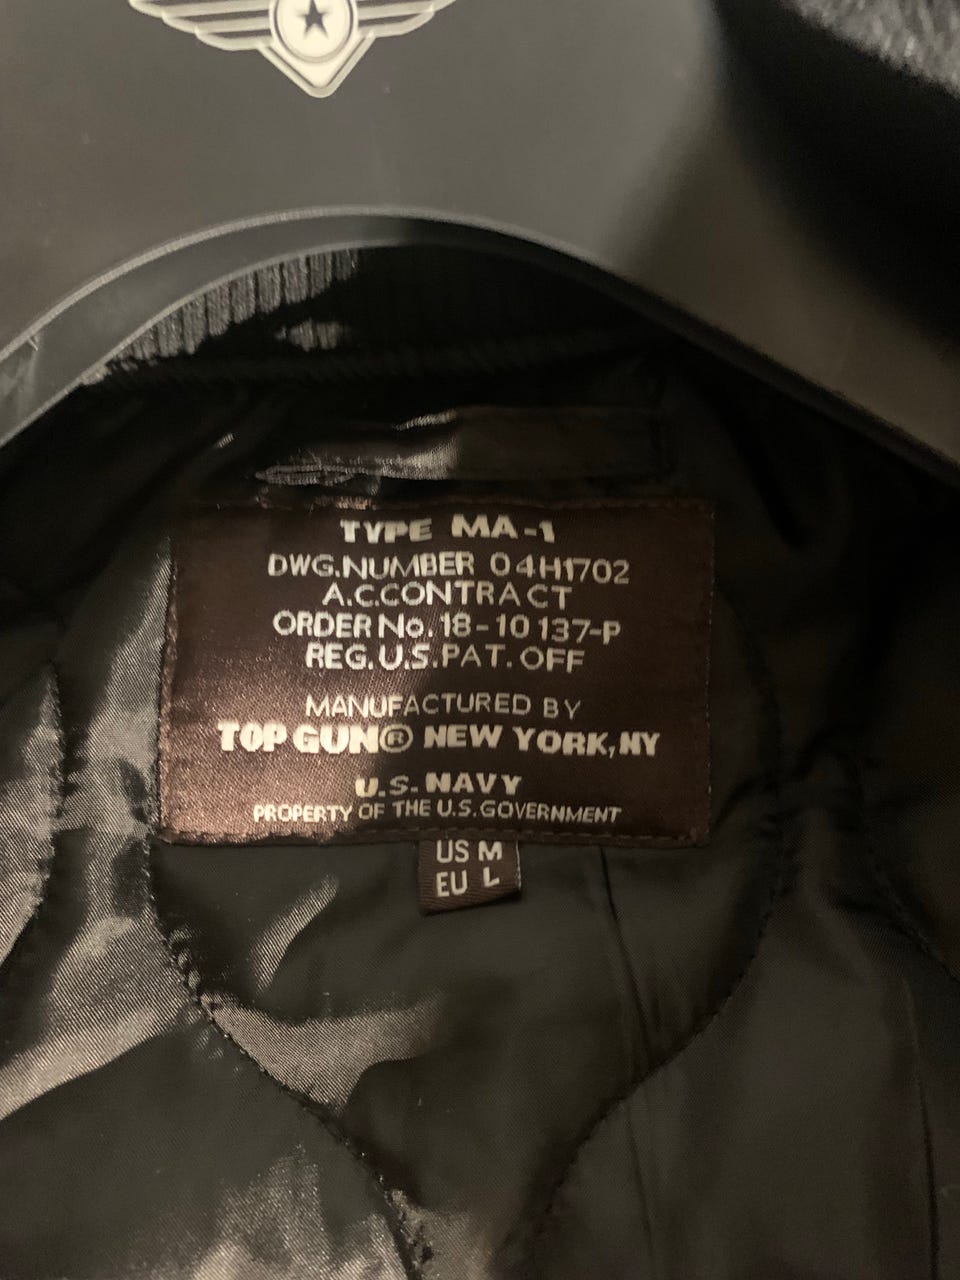 TYPE MA-1
DWG.NUMBER 04H1702
A.C.CONTRACT
ORDER No. 18-10137-P
REG.U.S.PAT.OFF
MANUFACTURED BY
TOP GUN® NEW YORK,NY
U.S.NAVY
PROPERTY OF THE U.S.GOVERNMENT
US M
EU L